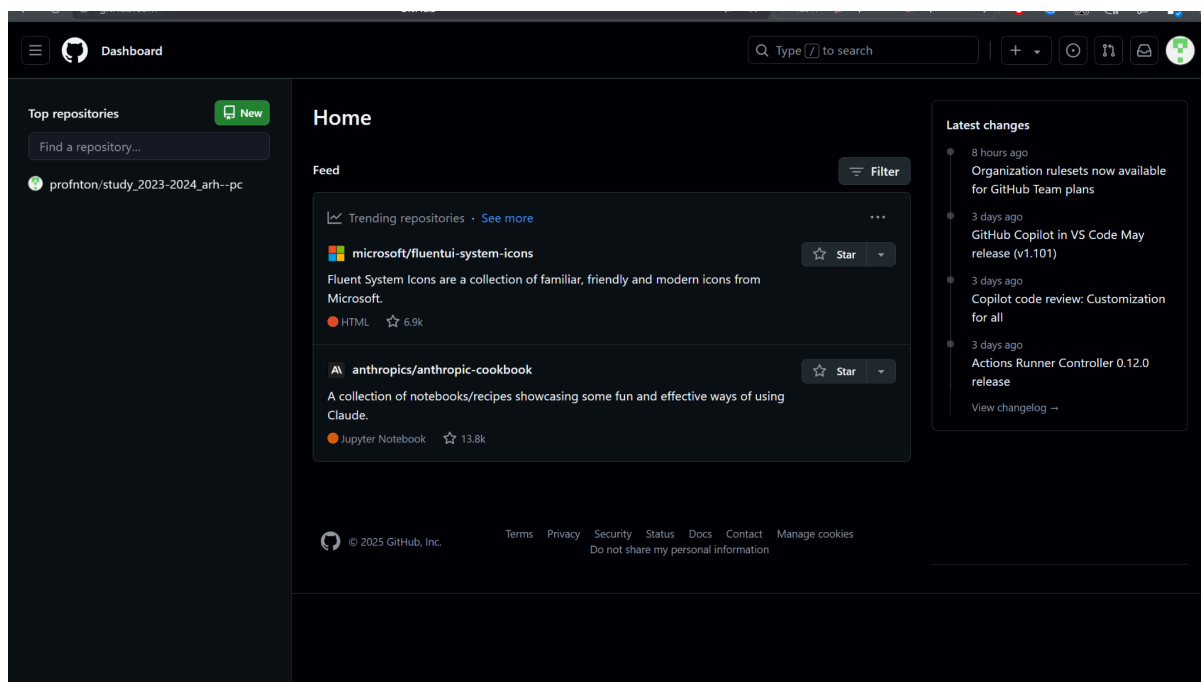 Dashboard
Type / to search
Top repositories
New
Find a repository...
profnton/study_2023-2024_arh--pc
Home
Feed
Filter
Trending repositories · See more
microsoft/fluentui-system-icons
Star
Fluent System Icons are a collection of familiar, friendly and modern icons from
Microsoft.
HTML 6.9k
anthropics/anthropic-cookbook
Star
A collection of notebooks/recipes showcasing some fun and effective ways of using
Claude.
Jupyter Notebook 13.8k
Latest changes
8 hours ago
Organization rulesets now available
for GitHub Team plans
3 days ago
GitHub Copilot in VS Code May
release (v1.101)
3 days ago
Copilot code review: Customization
for all
3 days ago
Actions Runner Controller 0.12.0
release
View changelog →
© 2025 GitHub, Inc.
Terms Privacy Security Status Docs Contact Manage cookies
Do not share my personal information